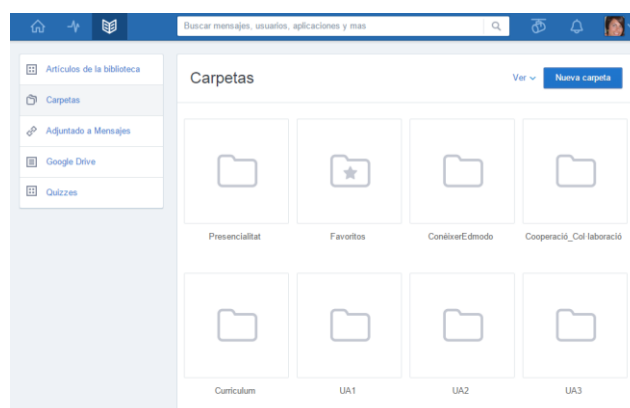 Buscar mensajes, usuarios, aplicaciones y mas
Artículos de la biblioteca
Carpetas
Adjuntado a Mensajes
Google Drive
Quizzes
Carpetas
Ver
Nueva carpeta
Presencialitat
Favoritos
ConéixerEdmodo
Cooperació_Col·laboració
Curriculum
UA1
UA2
UA3